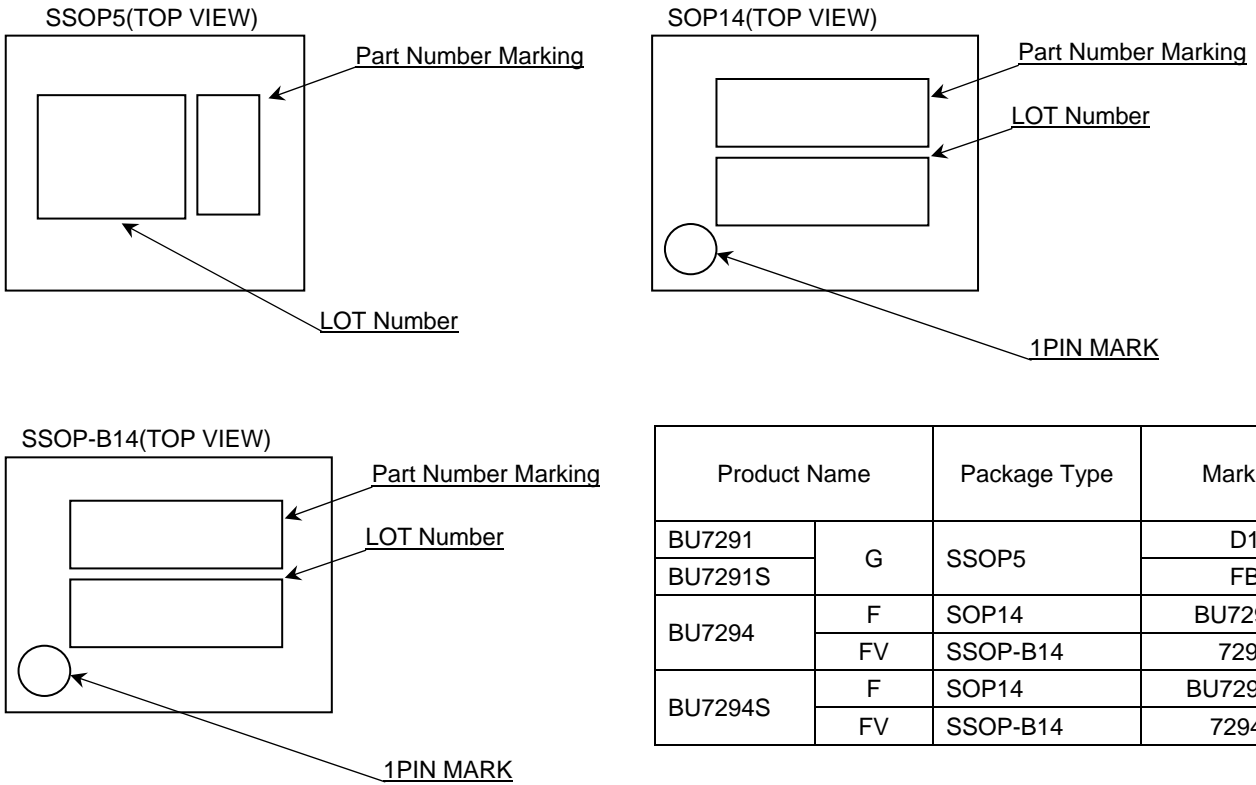 SSOP5(TOP VIEW)
Part Number Marking
LOT Number
SOP14(TOP VIEW)
Part Number Marking
LOT Number
1PIN MARK
SSOP-B14(TOP VIEW)
Part Number Marking
LOT Number
1PIN MARK
Product Name Package Type
BU7291 G SSOP5 D1
BU7291S
BU7294 F SOP14
FV SSOP-B14
BU7294S F SOP14
FV SSOP-B14